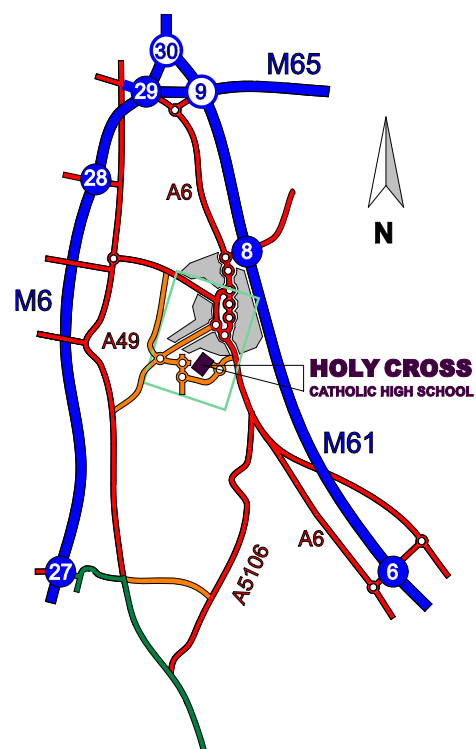 30
M65
29
9
28
A6
N
8
M6
A49
HOLY CROSS
CATHOLIC HIGH SCHOOL
M61
A6
A5106
27
6